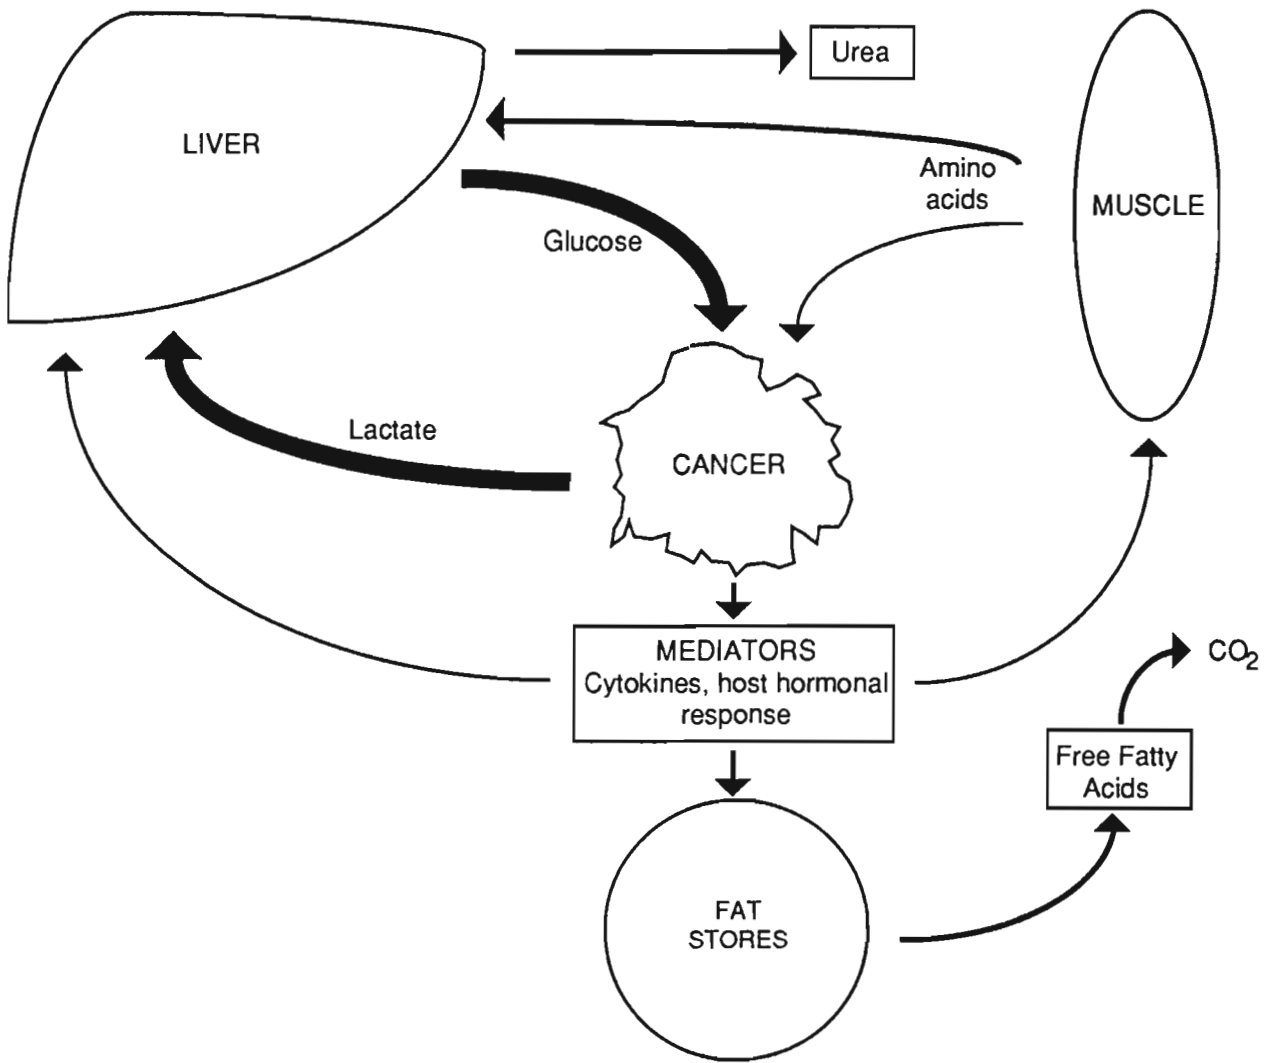 Urea
LIVER
Amino
acids
MUSCLE
Glucose
Lactate
CANCER
MEDIATORS
Cytokines, host hormonal
response
CO2
Free Fatty
Acids
FAT
STORES